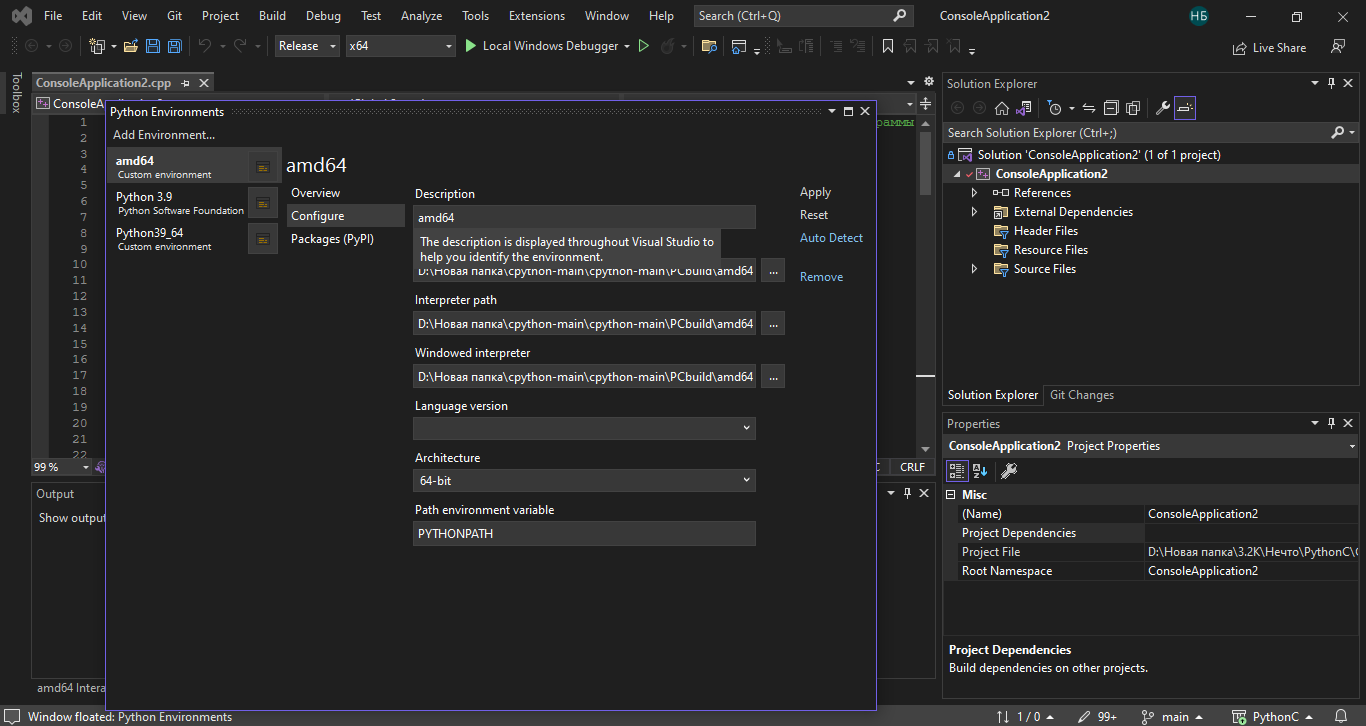 File Edit View Git Project Build Debug Test Analyze Tools Extensions Window Help Search (Ctrl+Q) ConsoleApplication2 НБ
Release x64 Local Windows Debugger Live Share
Toolbox
ConsoleApplication2.cpp
ConsoleA
раммы
1
2
3
4
5
6
7
8
9
10
11
12
13
14
15
16
17
18
19
20
21
22
99 %
CRLF
Output
Show output
amd64 Intera
Python Environments
Add Environment...
amd64
Custom environment
Python 3.9
Python Software Foundation
Python39_64
Custom environment
amd64
Overview
Configure
Packages (PyPI)
Description
amd64
The description is displayed throughout Visual Studio to
help you identify the environment.
D:\Новая папка\cpython-main\cpython-main\PCbuild\amd64 ...
Interpreter path
D:\Новая папка\cpython-main\cpython-main\PCbuild\amd64 ...
Windowed interpreter
D:\Новая папка\cpython-main\cpython-main\PCbuild\amd64 ...
Language version
Architecture
64-bit
Path environment variable
PYTHONPATH
Apply
Reset
Auto Detect
Remove
Solution Explorer
Search Solution Explorer (Ctrl+;)
Solution 'ConsoleApplication2' (1 of 1 project)
ConsoleApplication2
References
External Dependencies
Header Files
Resource Files
Source Files
Solution Explorer Git Changes
Properties
ConsoleApplication2 Project Properties
Misc
(Name) ConsoleApplication2
Project Dependencies
Project File D:\Новая папка\3.2К\Нечто\PythonC\
Root Namespace ConsoleApplication2
Project Dependencies
Build dependencies on other projects.
Window floated: Python Environments 1 / 0 99+ main PythonC